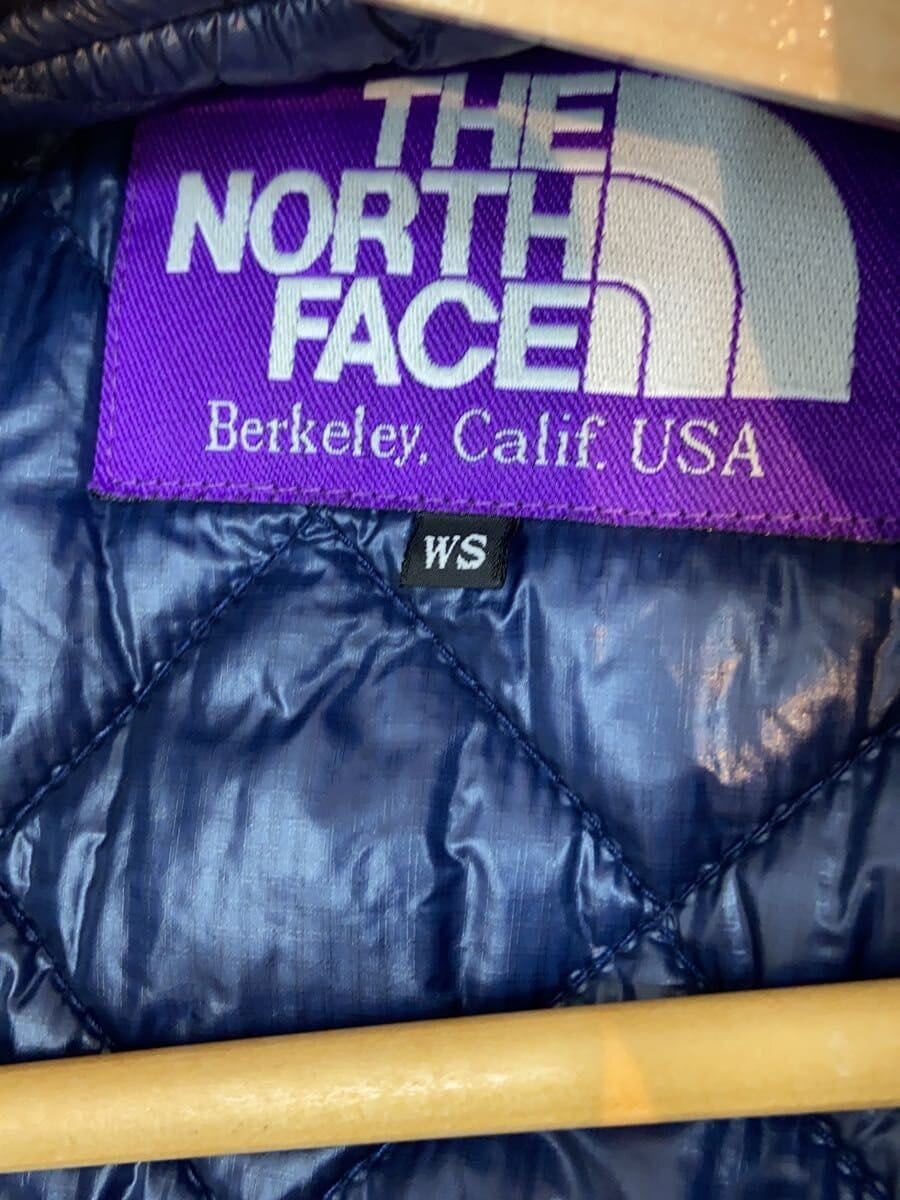 THE
NORTH
FACE
Berkeley, Calif. USA
WS